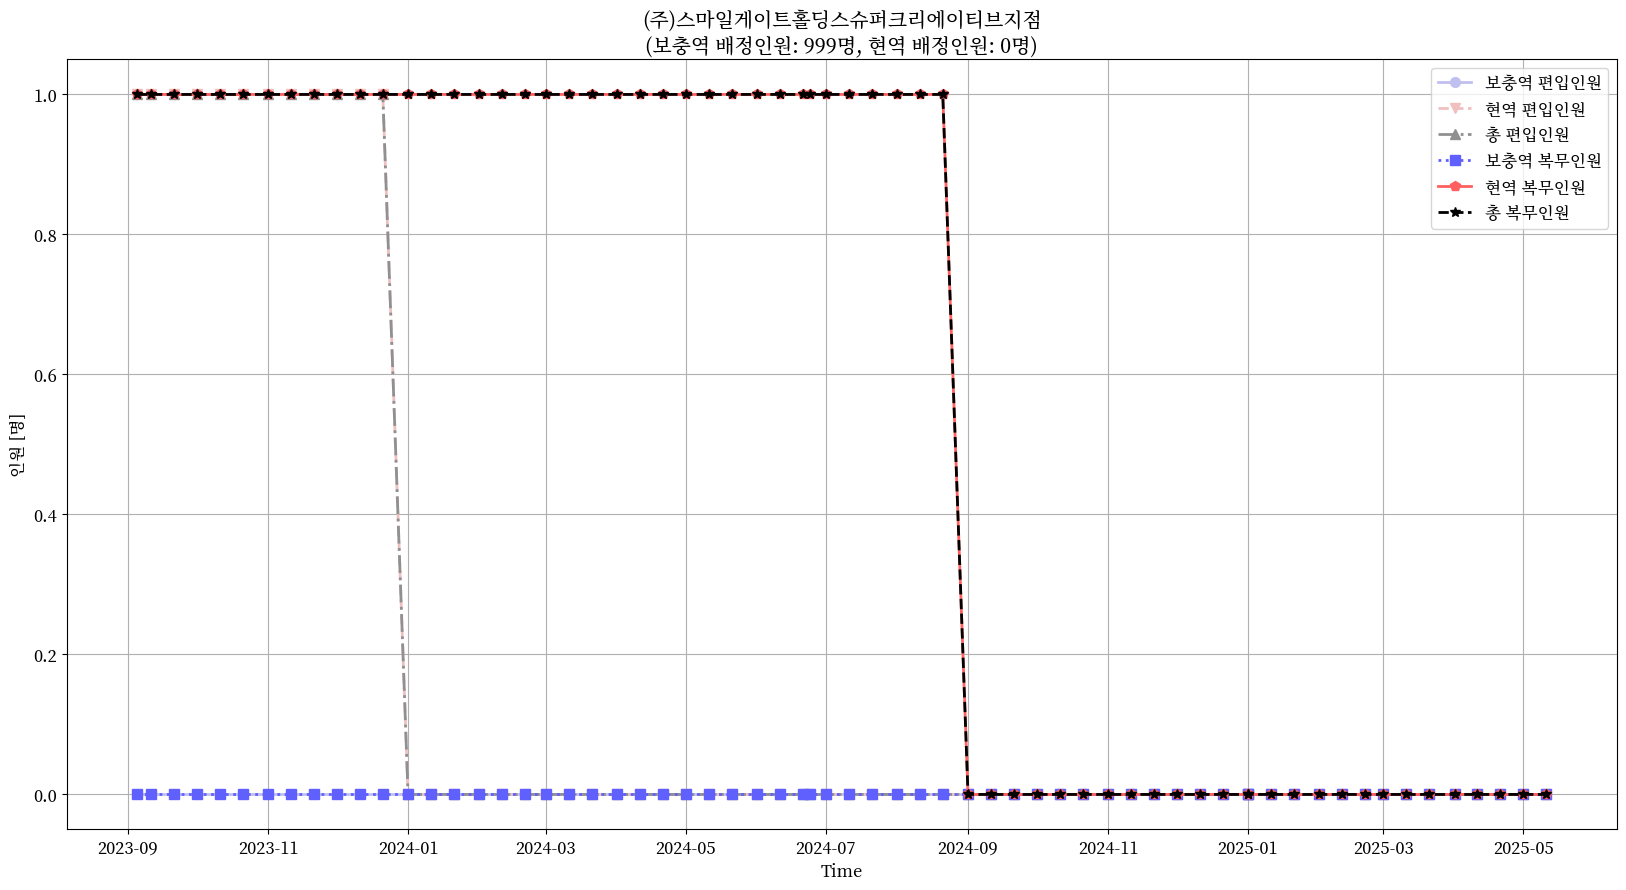 (주)스마일게이트홀딩스슈퍼크리에이티브지점
(보충역 배정인원: 999명, 현역 배정인원: 0명)
보충역 편입인원
현역 편입인원
총 편입인원
보충역 복무인원
현역 복무인원
총 복무인원
1.0
0.8
0.6
0.4
0.2
0.0
인원 [명]
2023-09
2023-11
2024-01
2024-03
2024-05
2024-07
2024-09
2024-11
2025-01
2025-03
2025-05
Time